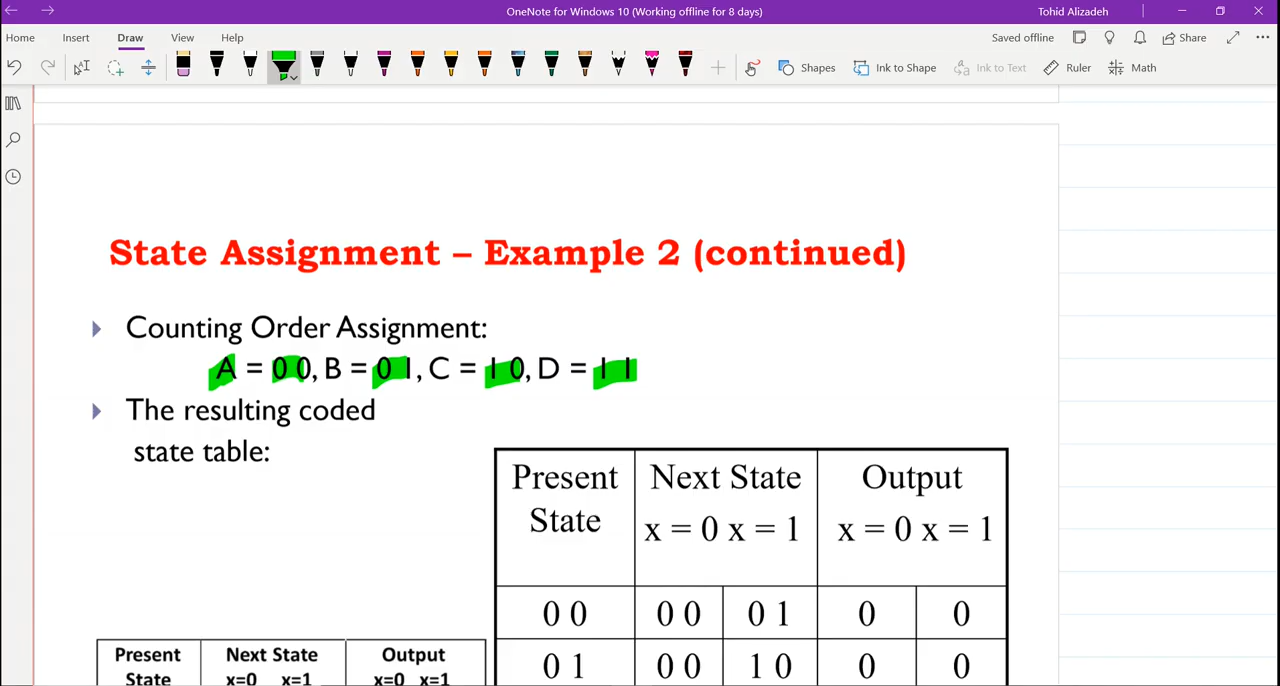 OneNote for Windows 10 (Working offline for 8 days)
Tohid Alizadeh
Home Insert Draw View Help
Saved offline
Share
Shapes Ink to Shape Ink to Text Ruler Math
State Assignment – Example 2 (continued)
Counting Order Assignment:
A = 0 0, B = 0 1, C = 1 0, D = 1 1
The resulting coded
state table:
Present Next State Output
State x = 0 x = 1 x = 0 x = 1
0 0 0 0 0 1 0 0
0 1 0 0 1 0 0 0
Present Next State Output
State x=0 x=1 x=0 x=1